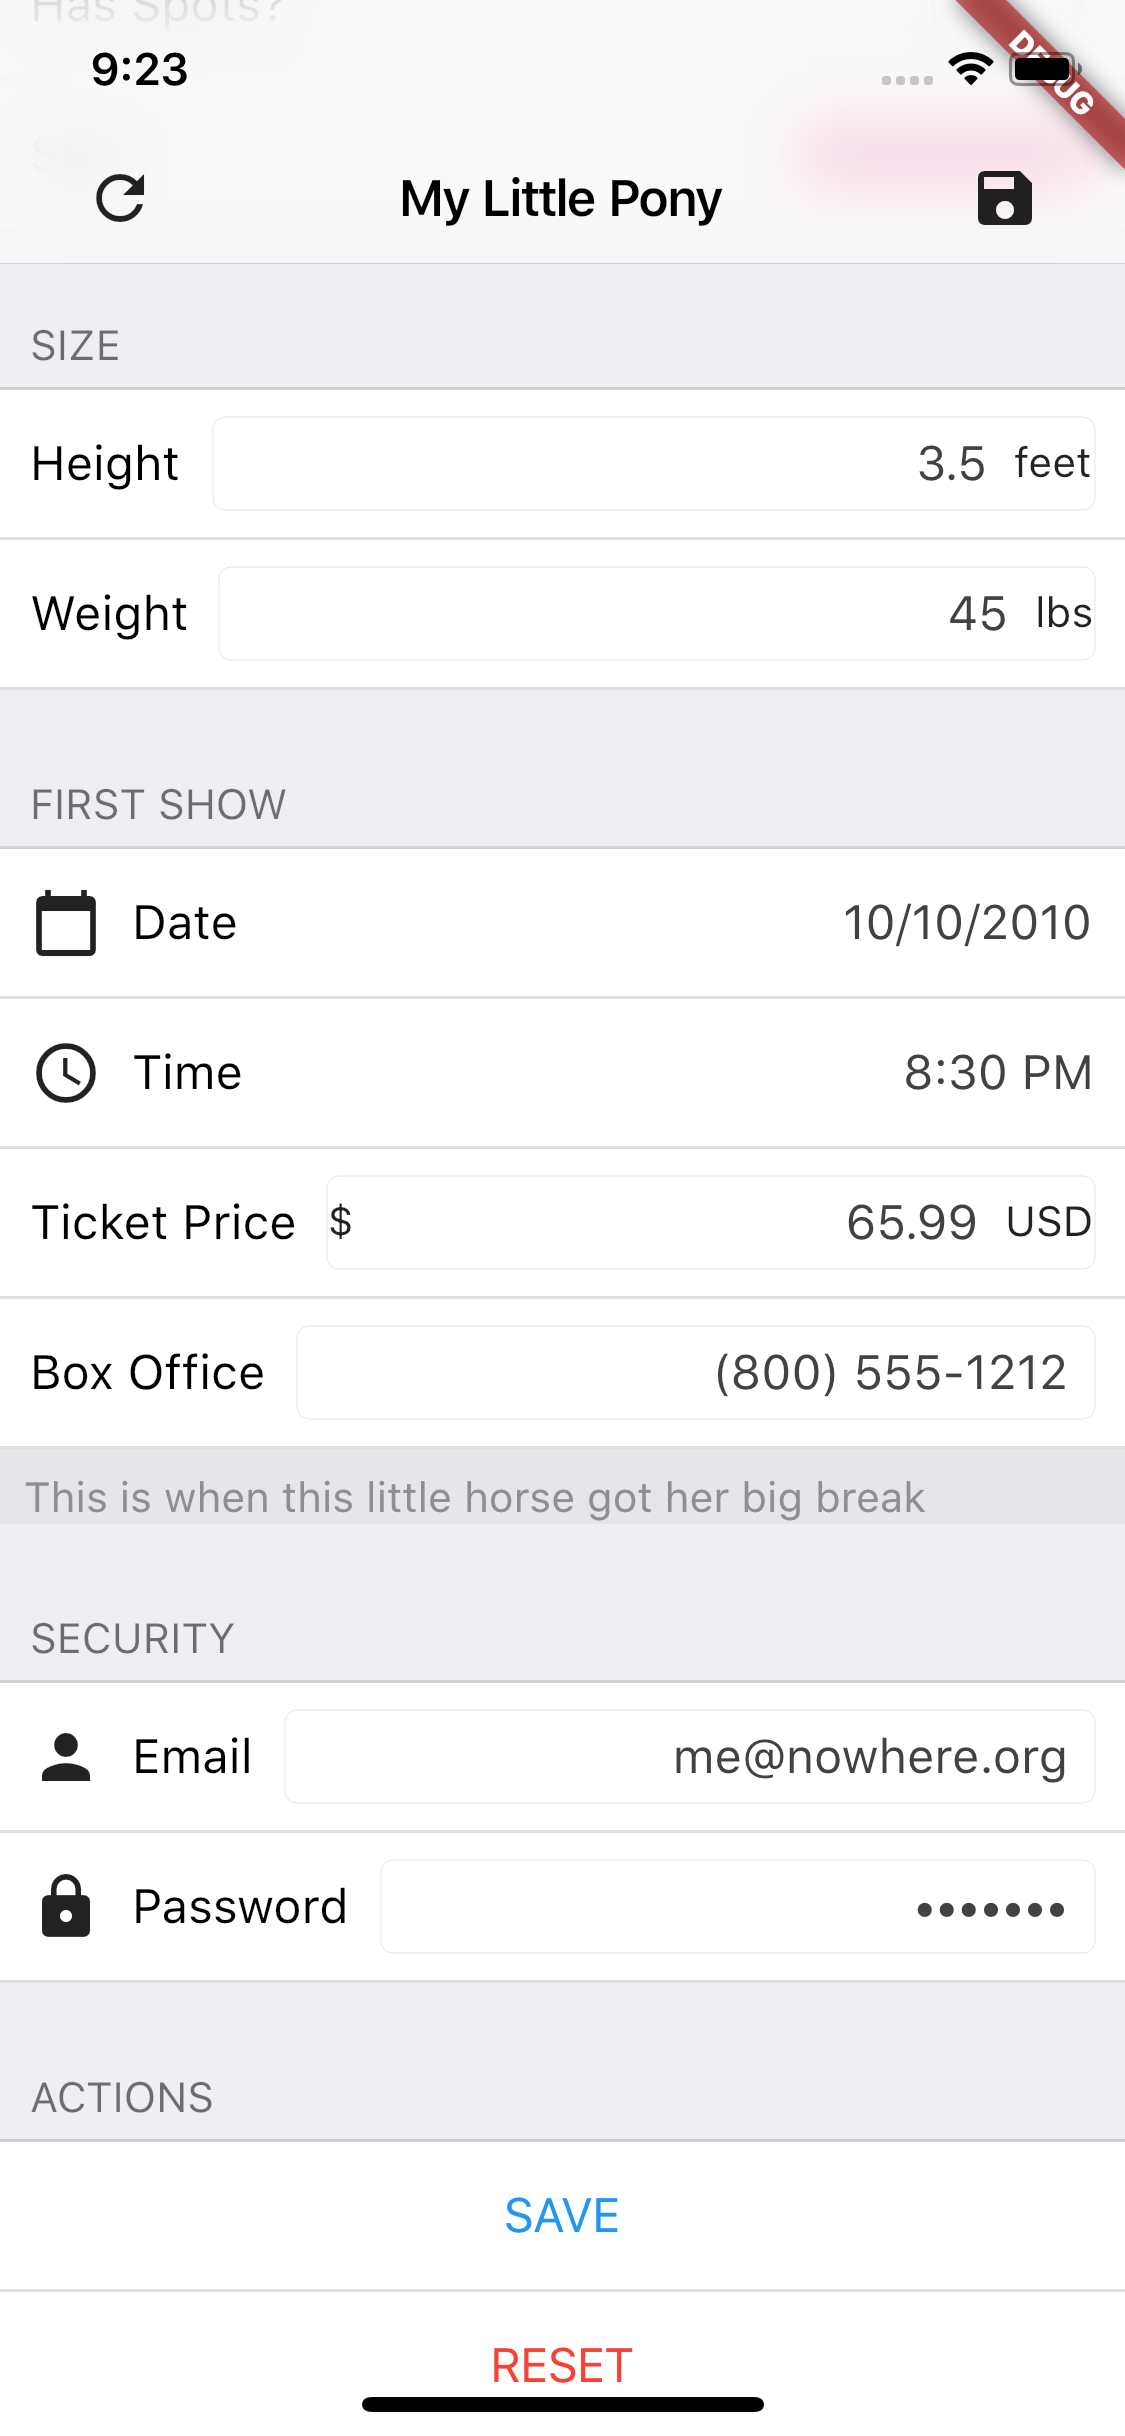 Has Spots?
9:23
DEBUG
My Little Pony
SIZE
Height 3.5 feet
Weight 45 lbs
FIRST SHOW
Date 10/10/2010
Time 8:30 PM
Ticket Price $ 65.99 USD
Box Office (800) 555-1212
This is when this little horse got her big break
SECURITY
Email me@nowhere.org
Password •••••••
ACTIONS
SAVE
RESET